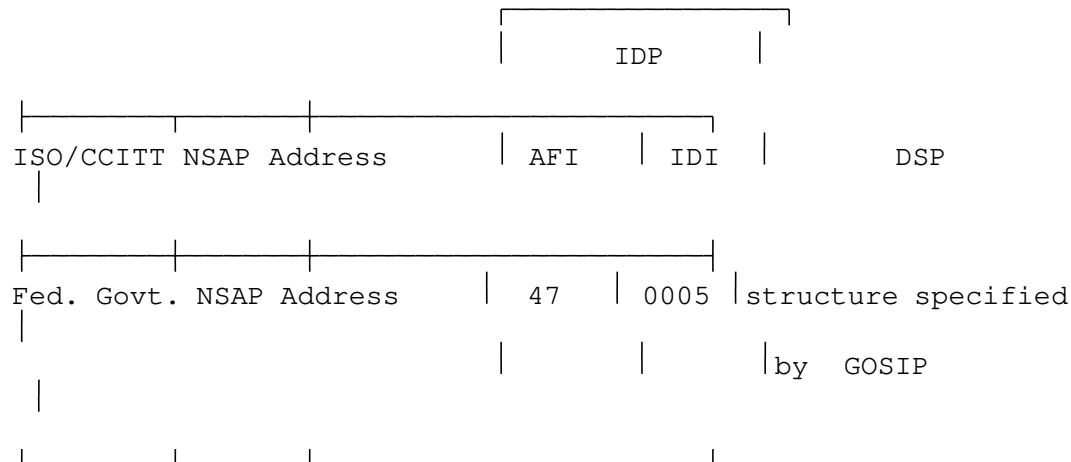 IDP
ISO/CCITT NSAP Address AFI IDI DSP
Fed. Govt. NSAP Address 47 0005 structure specified
by GOSIP